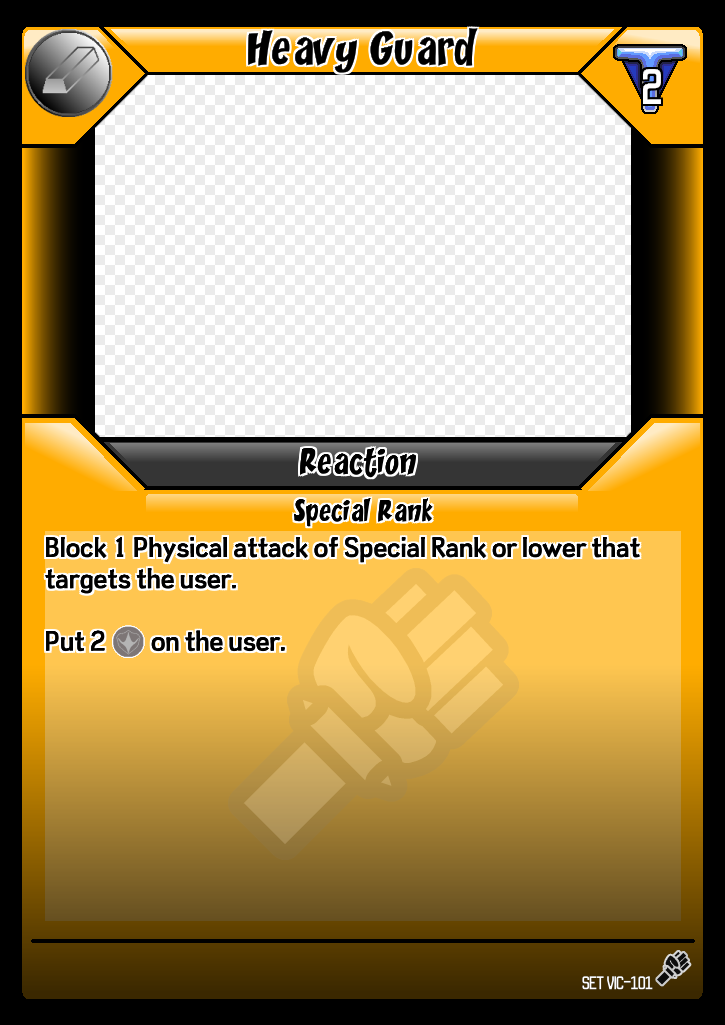 Heavy Guard
2
Reaction
Special Rank
Block 1 Physical attack of Special Rank or lower that
targets the user.
Put 2 on the user.
SET VIC-101